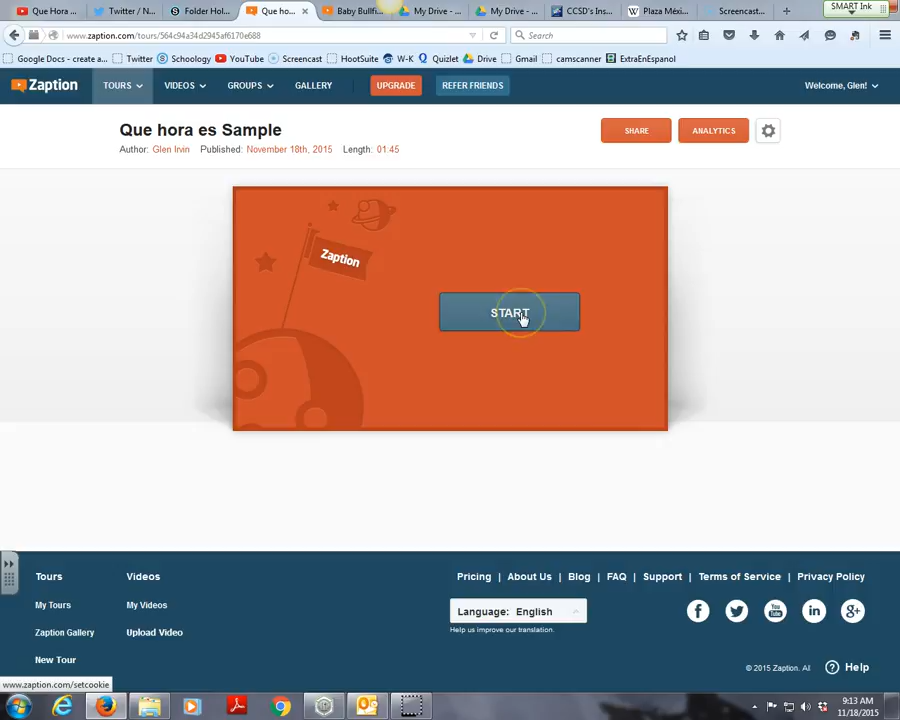 SMART Ink
Que Hora ...
Twitter / N...
Folder Hol...
Que ho...
Baby Bullfi...
My Drive - ...
My Drive - ...
CCSD's Ins...
Plaza Méxi...
Screencast...
www.zaption.com/tours/564c94a34d2945af6170e688
Search
Google Docs - create a...
Twitter
Schoology
YouTube
Screencast
HootSuite
W-K
Quizlet
Drive
Gmail
camscanner
ExtraEnEspanol
Zaption
TOURS
VIDEOS
GROUPS
GALLERY
UPGRADE
REFER FRIENDS
Welcome, Glen!
Que hora es Sample
SHARE
ANALYTICS
Author: Glen Irvin Published: November 18th, 2015 Length: 01:45
Zaption
START
Tours
Videos
Pricing | About Us | Blog | FAQ | Support | Terms of Service | Privacy Policy
My Tours
My Videos
Language: English
Zaption Gallery
Upload Video
Help us improve our translation.
New Tour
© 2015 Zaption. All
Help
www.zaption.com/setcookie
9:13 AM
11/18/2015